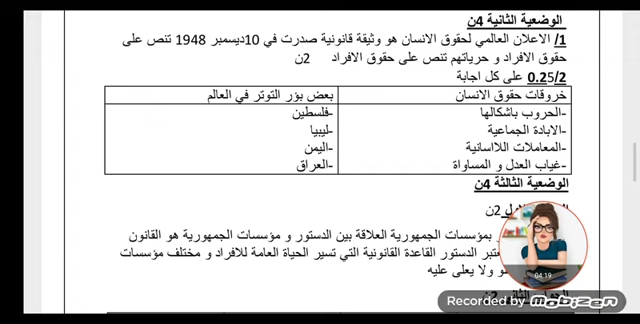 الوضعية الثانية 4ن
1/ الاعلان العالمي لحقوق الانسان هو وثيقة قانونية صدرت في 10ديسمبر 1948 تنص على
حقوق الافراد و حرياتهم تنص على حقوق الافراد 2ن
0.25/2 على كل اجابة
خروقات حقوق الانسان
بعض بؤر التوتر في العالم
-الحروب باشكالها
-فلسطين
-الابادة الجماعية
-ليبيا
-المعاملات اللاسانية
-اليمن
-غياب العدل و المساواة
-العراق
الوضعية الثالثة 4ن
2ن
بمؤسسات الجمهورية العلاقة بين الدستور و مؤسسات الجمهورية هو القانون
الدستور القاعدة القانونية التي تسير الحياة العامة للافراد و مختلف مؤسسات
ولا يعلى عليه
04:19
Recorded by mobizen